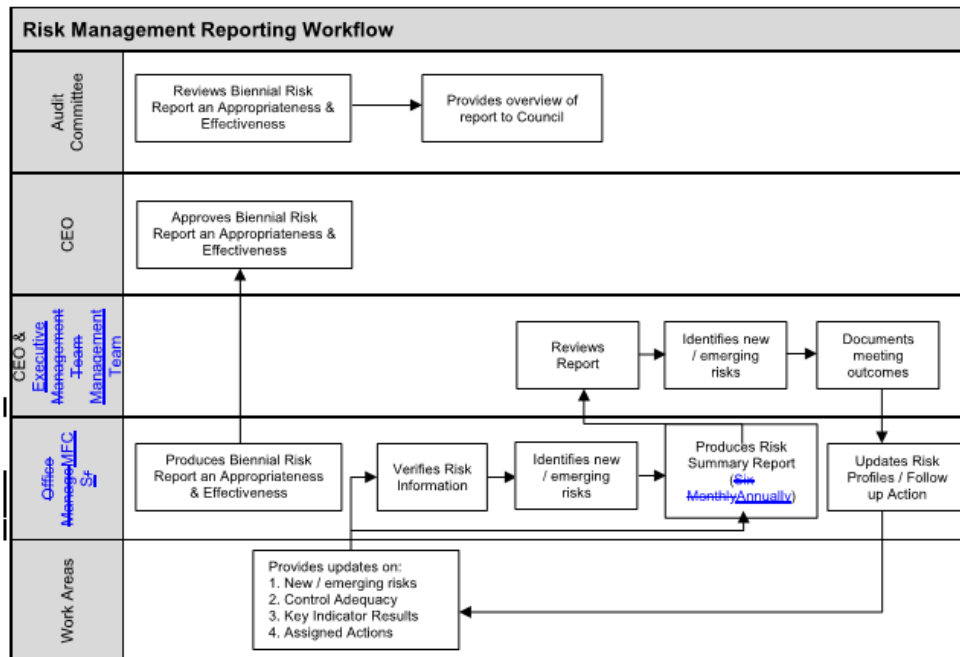 Risk Management Reporting Workflow
Audit
Committee
Reviews Biennial Risk
Report an Appropriateness &
Effectiveness
Provides overview of
report to Council
CEO
Approves Biennial Risk
Report an Appropriateness &
Effectiveness
CEO &
Executive
Management
Team
Management
Team
Reviews
Report
Identifies new
/ emerging
risks
Documents
meeting
outcomes
Office
ManageMFC
Sr
Produces Biennial Risk
Report an Appropriateness
& Effectiveness
Verifies Risk
Information
Identifies new
/ emerging
risks
Produces Risk
Summary Report
(Six
MonthlyAnnually)
Updates Risk
Profiles / Follow
up Action
Work Areas
Provides updates on:
1. New / emerging risks
2. Control Adequacy
3. Key Indicator Results
4. Assigned Actions